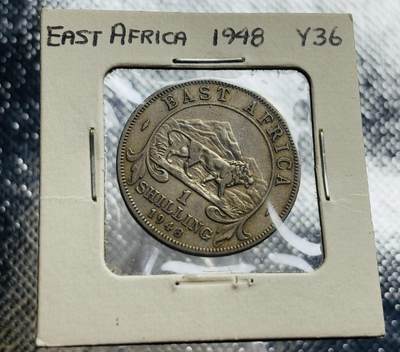 EAST AFRICA 1948 Y36
EAST AFRICA
1
SHILLING
1948